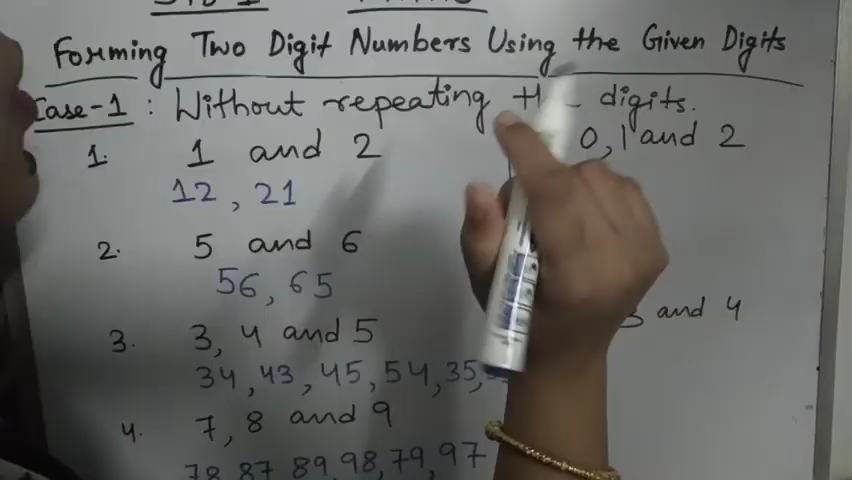 Forming Two Digit Numbers Using the Given Digits
Case-1 : Without repeating digits.
1. 1 and 2
12, 21
2. 5 and 6
56, 65
3. 3, 4 and 5
34, 43, 45, 54, 35,
4. 7, 8 and 9
78, 87, 89, 98, 79, 97
0, 1 and 2
3 and 4